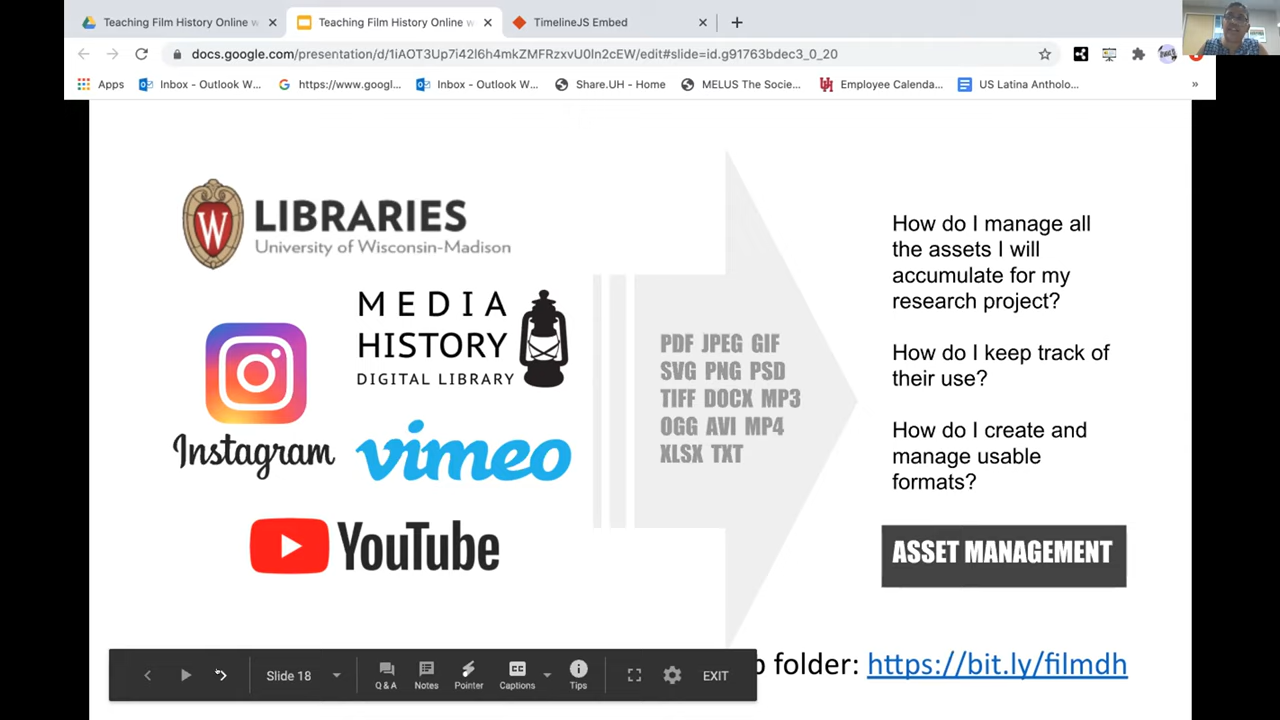 Teaching Film History Online w
Teaching Film History Online w
TimelineJS Embed
docs.google.com/presentation/d/1iAOT3Up7i42l6h4mkZMFRzxvU0ln2cEW/edit#slide=id.g91763bdec3_0_20
Apps
Inbox - Outlook W...
https://www.googl...
Inbox - Outlook W...
Share.UH - Home
MELUS The Socie...
Employee Calenda...
US Latina Antholo...
»
W
LIBRARIES
University of Wisconsin-Madison
MEDIA
HISTORY
DIGITAL LIBRARY
Instagram
vimeo
YouTube
PDF JPEG GIF
SVG PNG PSD
TIFF DOCX MP3
OGG AVI MP4
XLSX TXT
How do I manage all
the assets I will
accumulate for my
research project?
How do I keep track of
their use?
How do I create and
manage usable
formats?
ASSET MANAGEMENT
folder: https://bit.ly/filmdh
Slide 18
Q & A
Notes
Pointer
Captions
Tips
EXIT